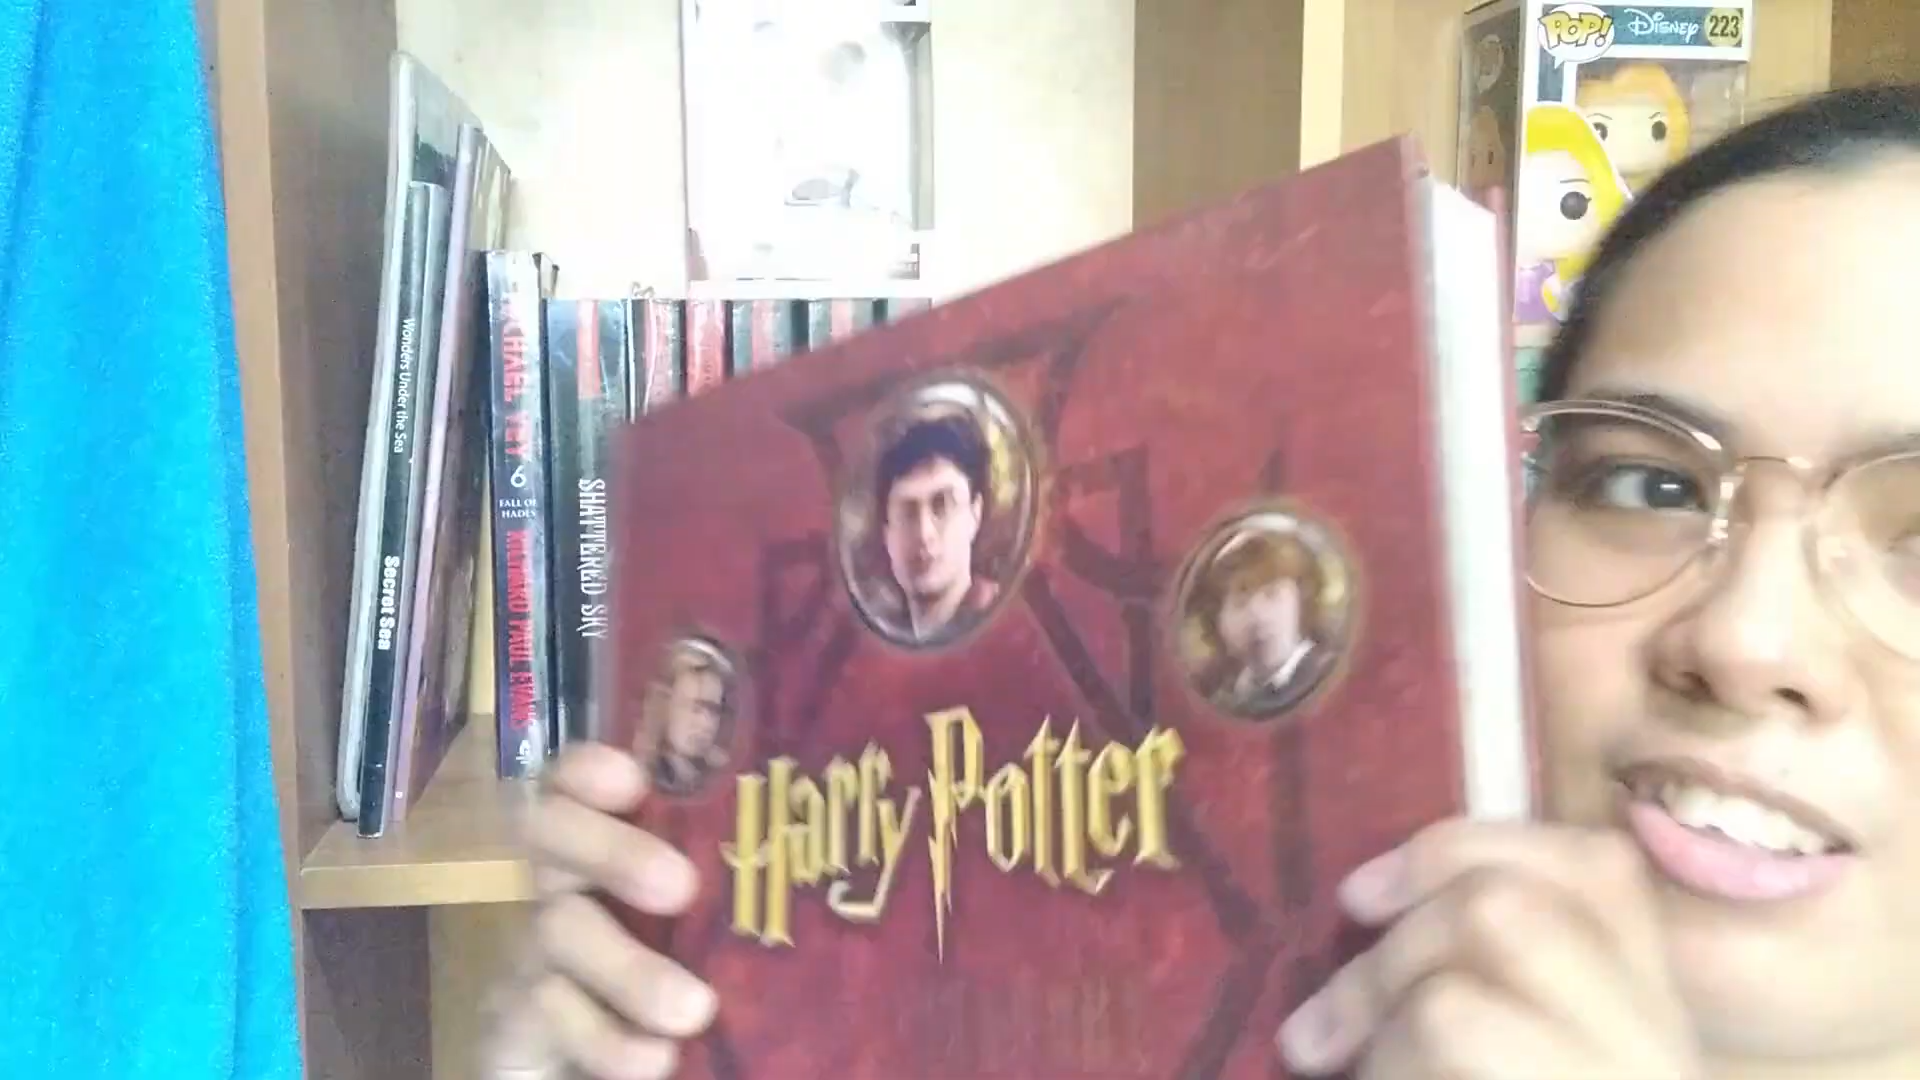 POP!
Disney
223
Wonders Under the Sea
Secret Sea
6
FALL OF
HADES
SHATTERED SKY
Harry Potter